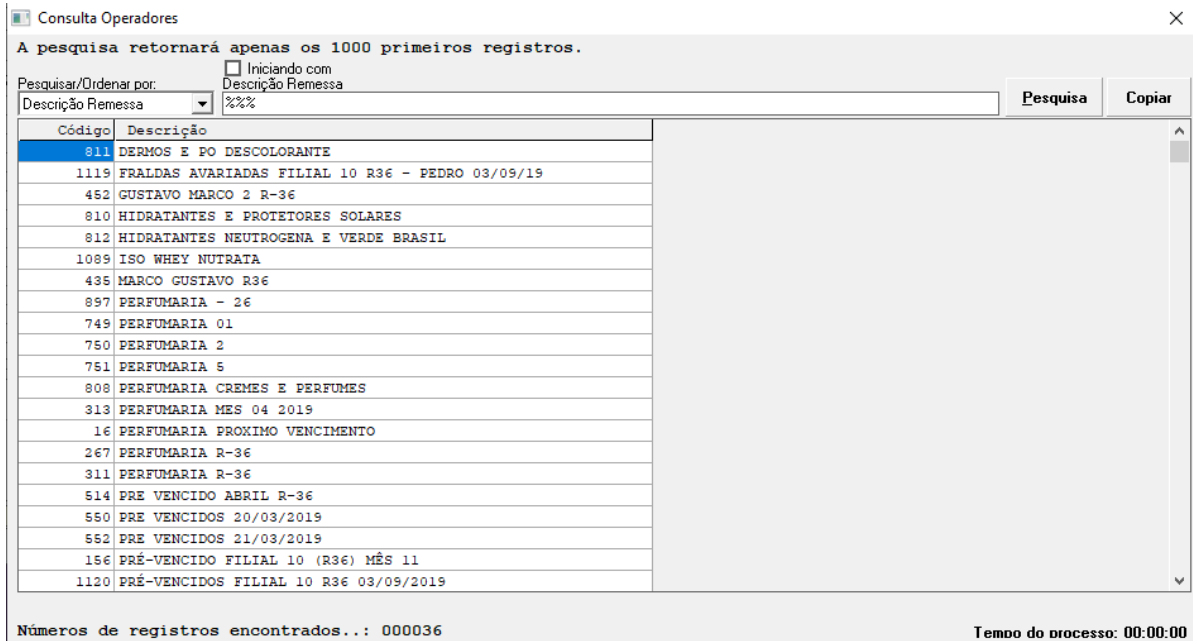 Consulta Operadores
A pesquisa retornará apenas os 1000 primeiros registros.
Iniciando com
Pesquisar/Ordenar por: Descrição Remessa
Descrição Remessa %%% Pesquisa Copiar
Código Descrição
811 DERMOS E PO DESCOLORANTE
1119 FRALDAS AVARIADAS FILIAL 10 R36 - PEDRO 03/09/19
452 GUSTAVO MARCO 2 R-36
810 HIDRATANTES E PROTETORES SOLARES
812 HIDRATANTES NEUTROGENA E VERDE BRASIL
1089 ISO WHEY NUTRATA
435 MARCO GUSTAVO R36
897 PERFUMARIA - 26
749 PERFUMARIA 01
750 PERFUMARIA 2
751 PERFUMARIA 5
808 PERFUMARIA CREMES E PERFUMES
313 PERFUMARIA MES 04 2019
16 PERFUMARIA PROXIMO VENCIMENTO
267 PERFUMARIA R-36
311 PERFUMARIA R-36
514 PRE VENCIDO ABRIL R-36
550 PRE VENCIDOS 20/03/2019
552 PRE VENCIDOS 21/03/2019
156 PRÉ-VENCIDO FILIAL 10 (R36) MÊS 11
1120 PRÉ-VENCIDOS FILIAL 10 R36 03/09/2019
Números de registros encontrados..: 000036 Tempo do processo: 00:00:00